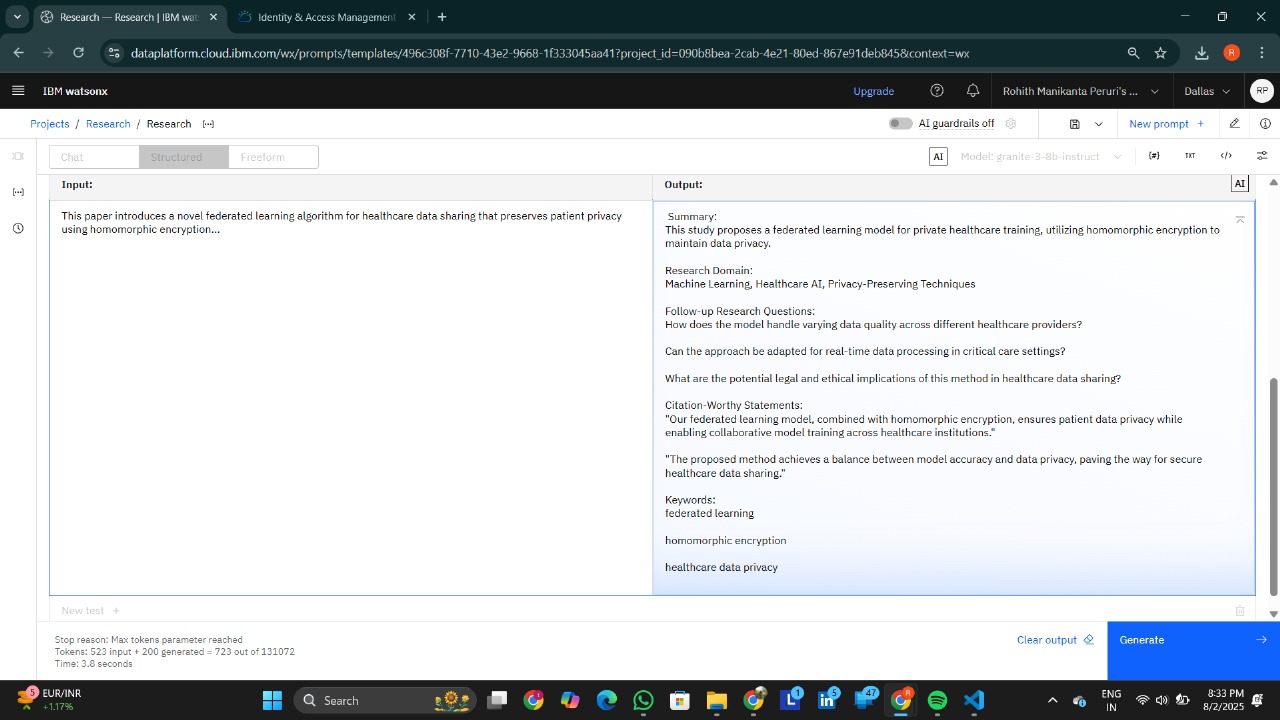 Research — Research | IBM wat
Identity & Access Management
dataplatform.cloud2.ibm.com/wx/prompts/templates/496c308f-7710-43e2-9668-1f333045aa41?project_id=090b8bea-2cab-4e21-80ed-867e91deb845&context=wx
R
IBM watsonx
Upgrade
Rohith Manikanta Peruri's ...
Dallas
RP
Projects / Research / Research
AI guardrails off
New prompt +
Chat
Structured
Freeform
AI
Model: granite-3-8b-instruct
{#}
TXT
</>
Input:
Output:
AI
This paper introduces a novel federated learning algorithm for healthcare data sharing that preserves patient privacy
using homomorphic encryption...
Summary:
This study proposes a federated learning model for private healthcare training, utilizing homomorphic encryption to
maintain data privacy.
Research Domain:
Machine Learning, Healthcare AI, Privacy-Preserving Techniques
Follow-up Research Questions:
How does the model handle varying data quality across different healthcare providers?
Can the approach be adapted for real-time data processing in critical care settings?
What are the potential legal and ethical implications of this method in healthcare data sharing?
Citation-Worthy Statements:
"Our federated learning model, combined with homomorphic encryption, ensures patient data privacy while
enabling collaborative model training across healthcare institutions."
"The proposed method achieves a balance between model accuracy and data privacy, paving the way for secure
healthcare data sharing."
Keywords:
federated learning
homomorphic encryption
healthcare data privacy
New test +
Stop reason: Max tokens parameter reached
Tokens: 523 input + 200 generated = 723 out of 131072
Time: 3.8 seconds
Clear output
Generate
5
EUR/INR
+1.17%
Search
1
5
47
R
ENG
IN
8:33 PM
8/2/2025